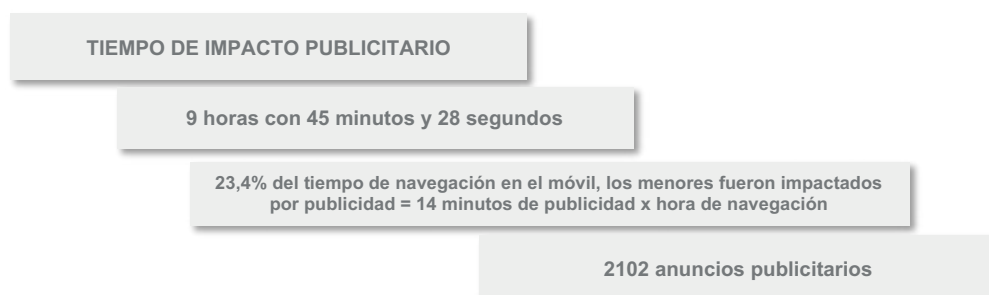 TIEMPO DE IMPACTO PUBLICITARIO
9 horas con 45 minutos y 28 segundos
23,4% del tiempo de navegación en el móvil, los menores fueron impactados
por publicidad = 14 minutos de publicidad x hora de navegación
2102 anuncios publicitarios